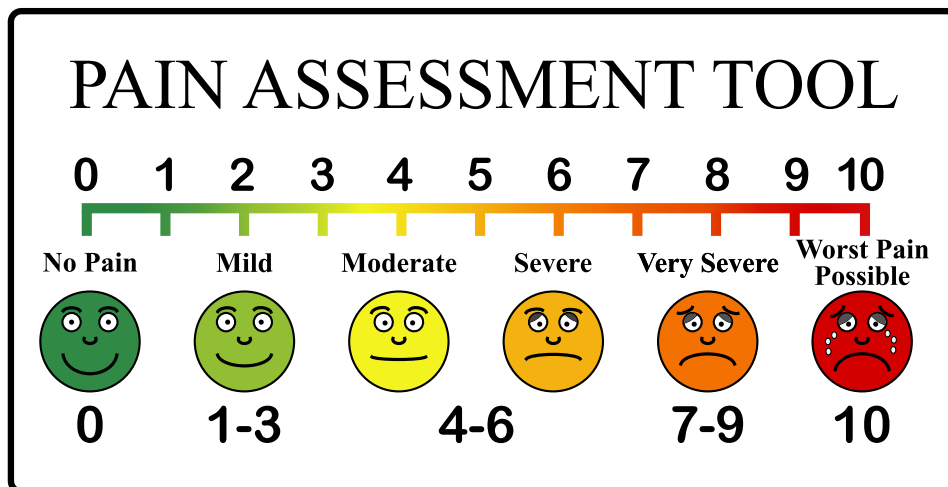 PAIN ASSESSMENT TOOL
0 1 2 3 4 5 6 7 8 9 10
No Pain Mild Moderate Severe Very Severe Worst Pain
Possible
0 1-3 4-6 7-9 10